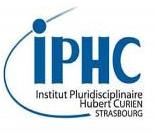 iPHC
Institut Pluridisciplinaire
Hubert CURIEN
STRASBOURG